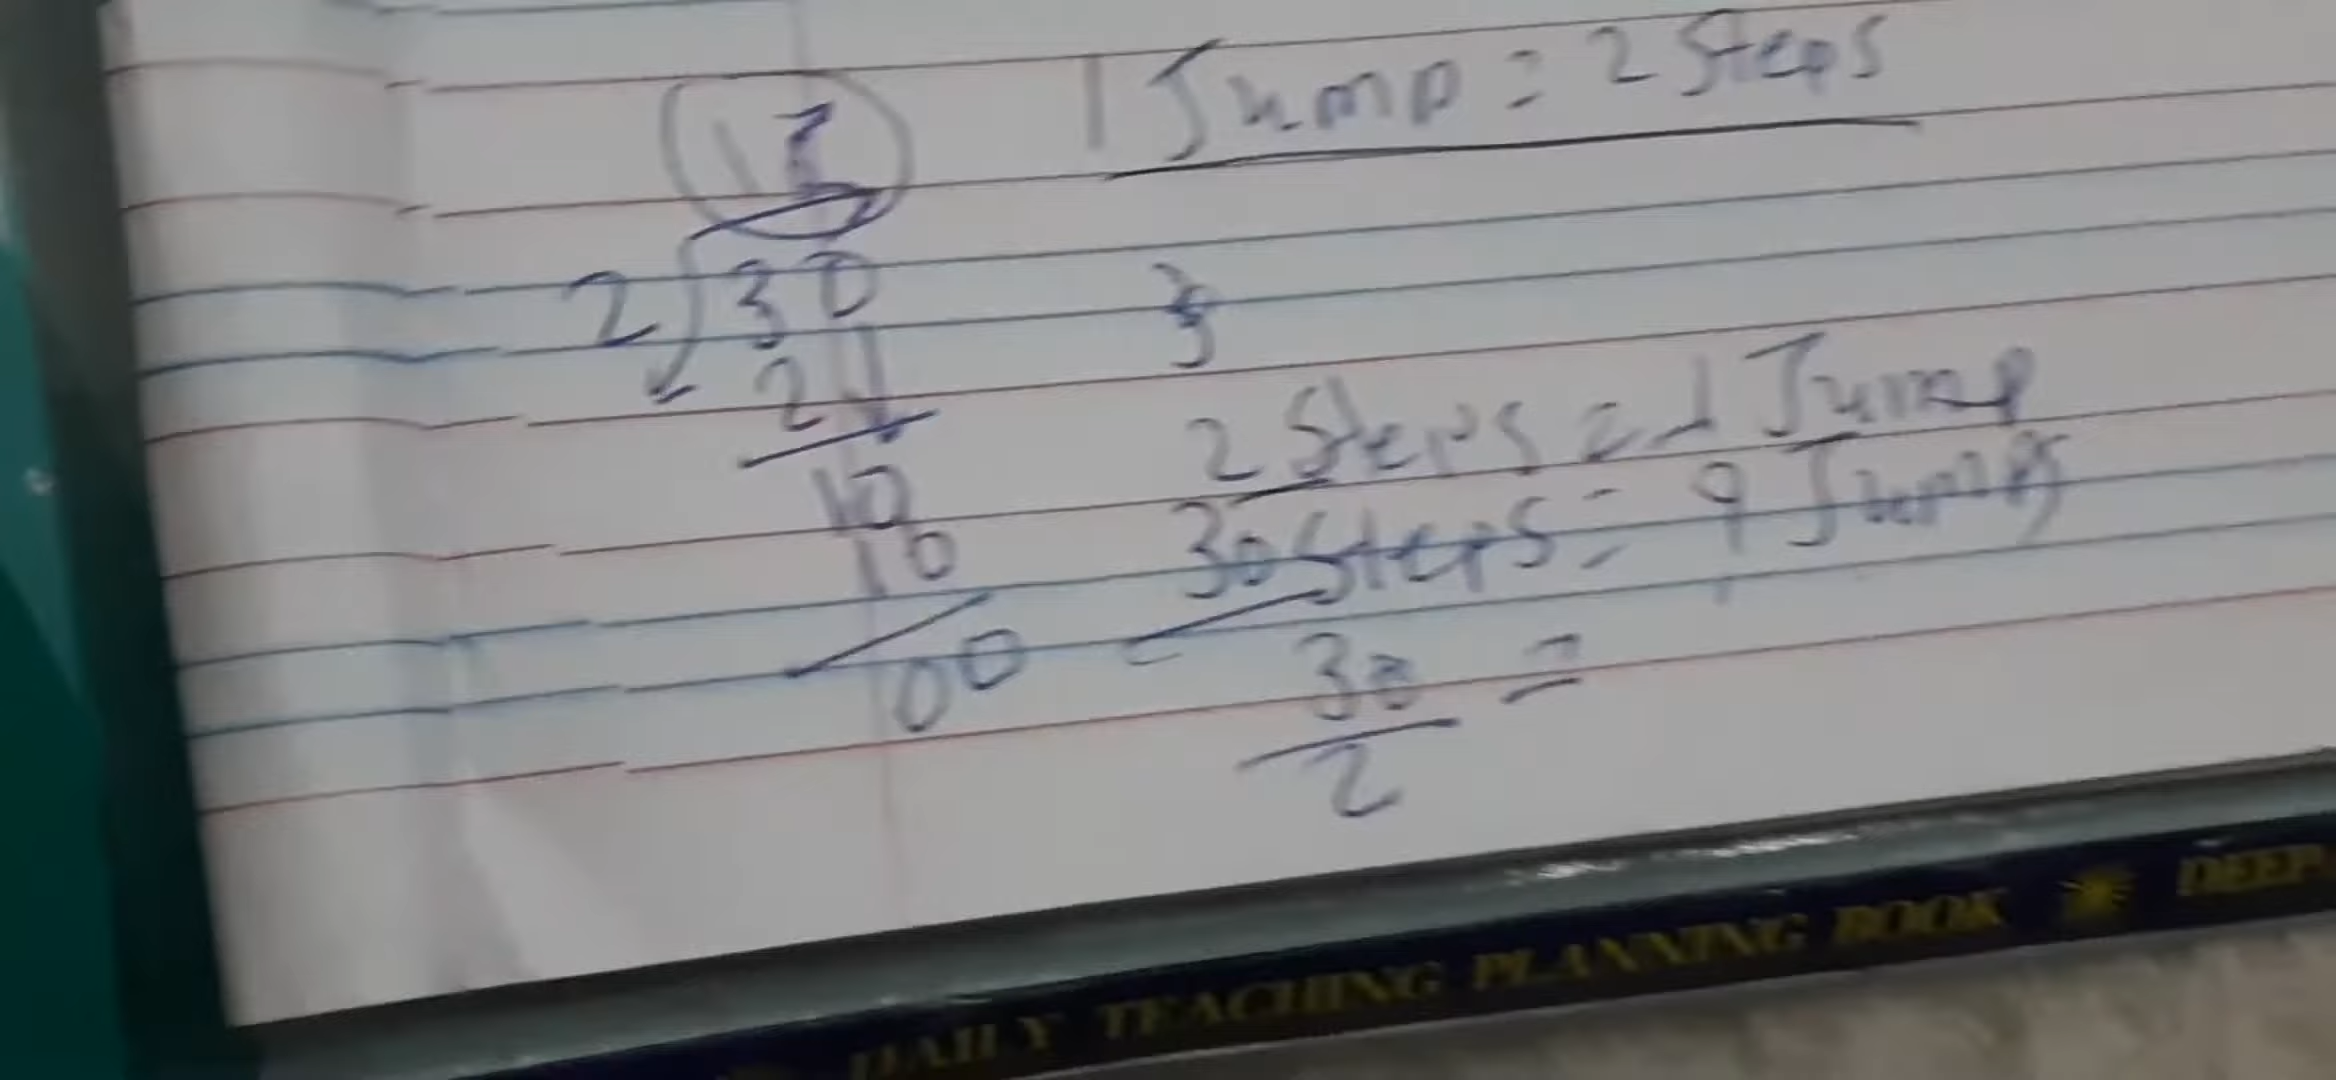 1 Jump = 2 Steps
2 30
2
10
10
00
2 Steps = 1 Jump
30 Steps = ? Jumps
30 =
2
DAILY TEACHING PLANNING BOOK